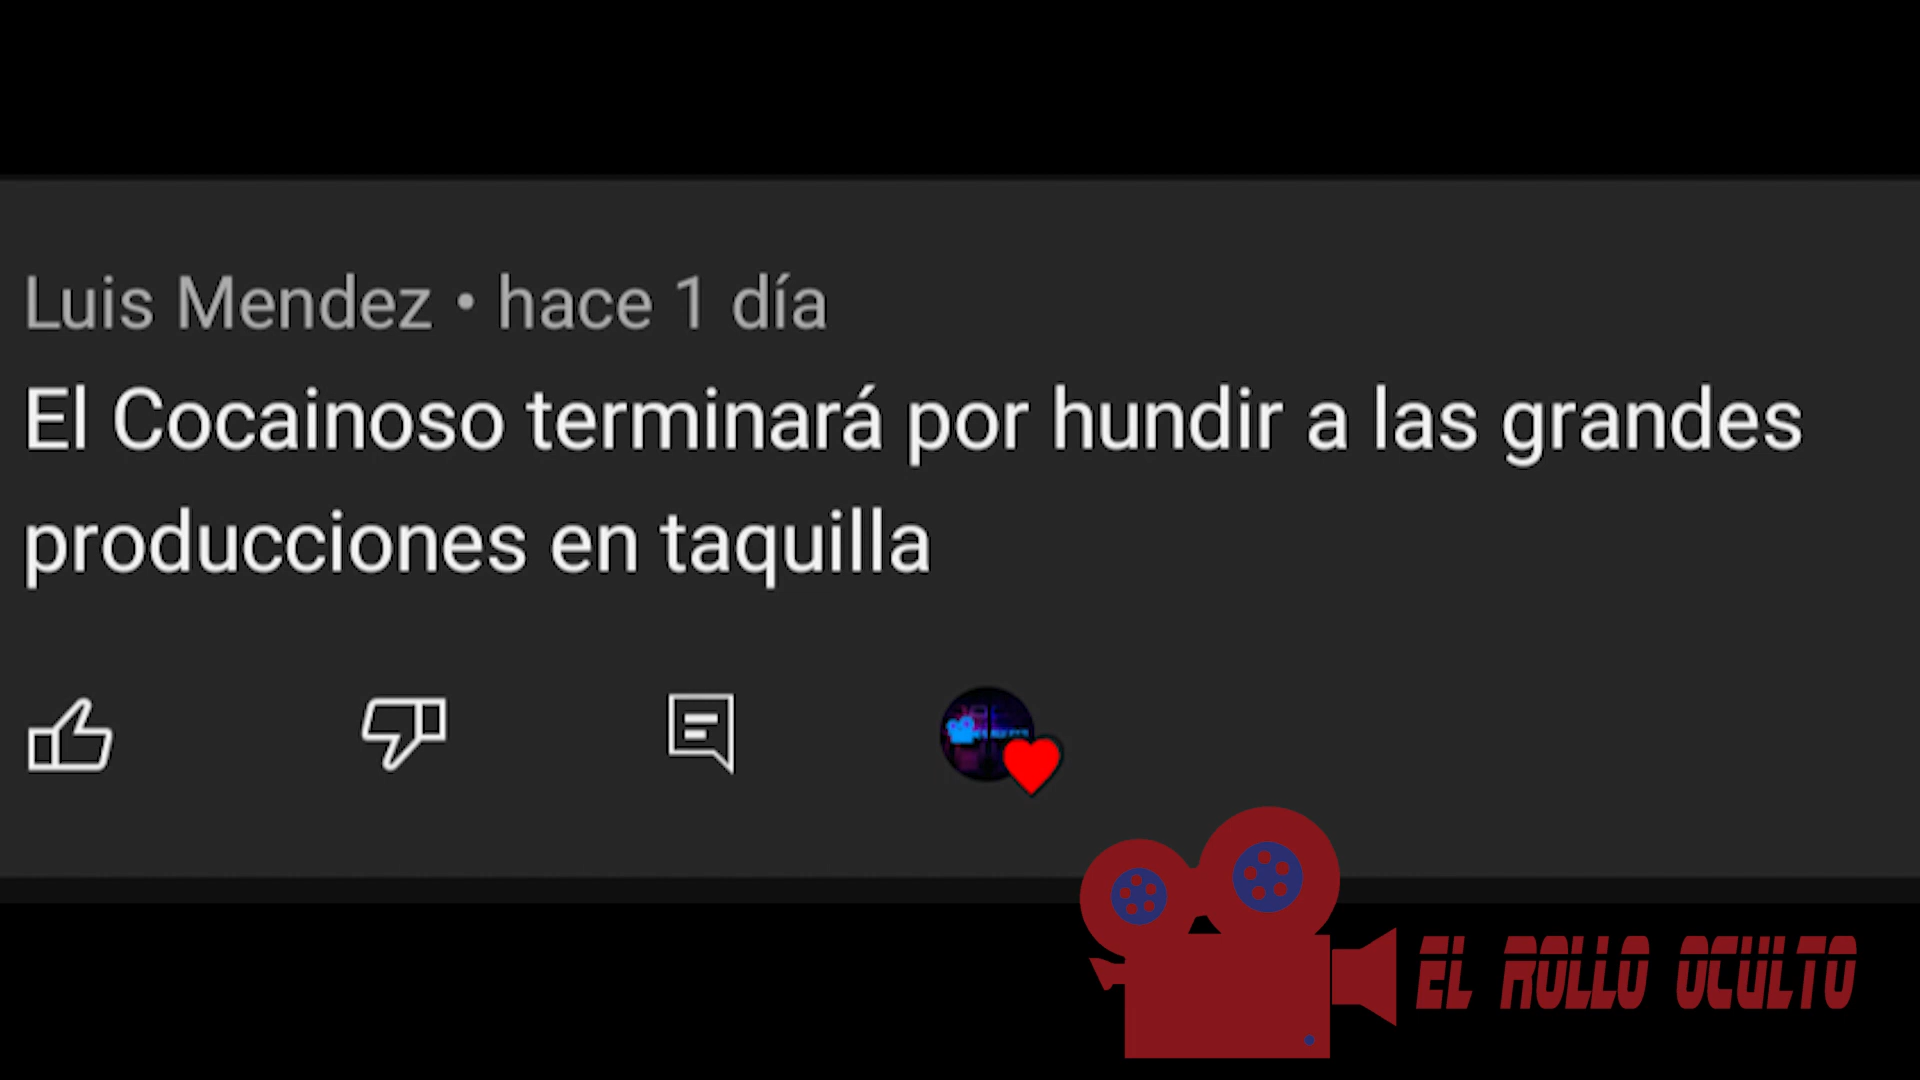 Luis Mendez • hace 1 día
El Cocainoso terminará por hundir a las grandes
producciones en taquilla
EL ROLLO OCULTO